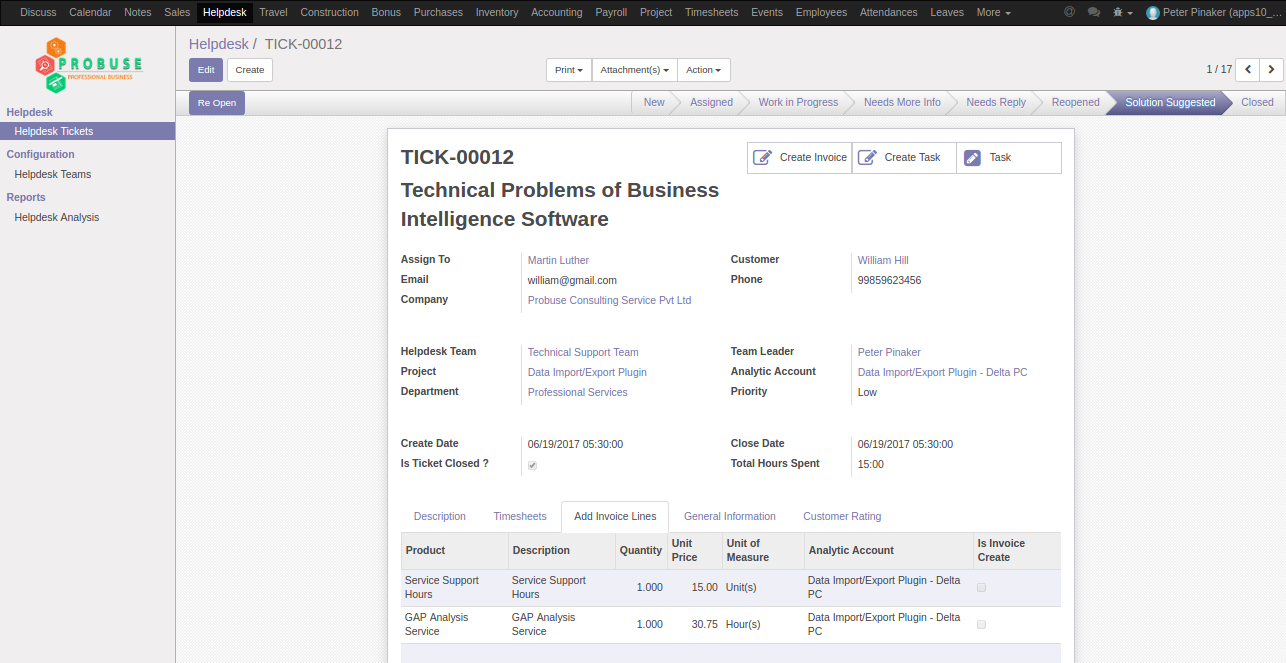 Discuss Calendar Notes Sales Helpdesk Travel Construction Bonus Purchases Inventory Accounting Payroll Project Timesheets Events Employees Attendances Leaves More Peter Pinaker (apps10_...
PROBUSE
PROFESSIONAL BUSINESS
Helpdesk
Helpdesk Tickets
Configuration
Helpdesk Teams
Reports
Helpdesk Analysis
Helpdesk / TICK-00012
Edit Create Print Attachment(s) Action 1 / 17
Re Open New Assigned Work in Progress Needs More Info Needs Reply Reopened Solution Suggested Closed
TICK-00012 Create Invoice Create Task Task
Technical Problems of Business
Intelligence Software
Assign To Martin Luther Customer William Hill
Email william@gmail.com Phone 99859623456
Company Probuse Consulting Service Pvt Ltd
Helpdesk Team Technical Support Team Team Leader Peter Pinaker
Project Data Import/Export Plugin Analytic Account Data Import/Export Plugin - Delta PC
Department Professional Services Priority Low
Create Date 06/19/2017 05:30:00 Close Date 06/19/2017 05:30:00
Is Ticket Closed ? Total Hours Spent 15:00
Description Timesheets Add Invoice Lines General Information Customer Rating
Product Description Quantity Unit Price Unit of Measure Analytic Account Is Invoice Create
Service Support Hours Service Support Hours 1.000 15.00 Unit(s) Data Import/Export Plugin - Delta PC
GAP Analysis Service GAP Analysis Service 1.000 30.75 Hour(s) Data Import/Export Plugin - Delta PC